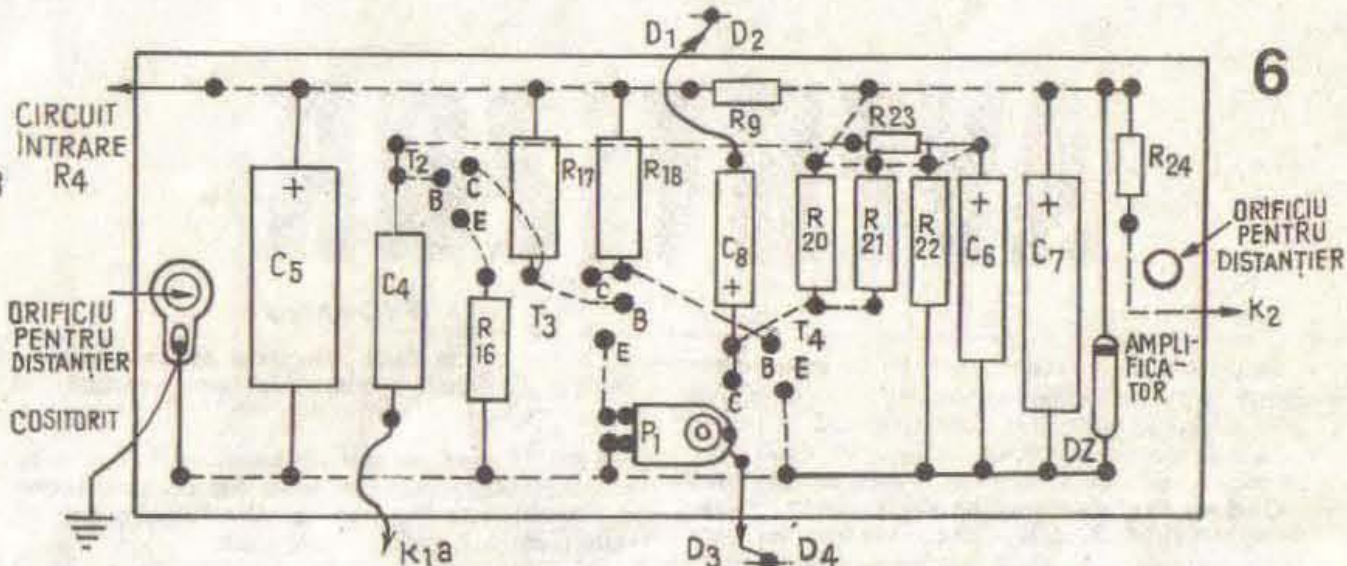 D1 D2
6
CIRCUIT
INTRARE
R4
R9
R23
T2
B
C
E
R17
R18
R24
C5
C4
R
16
C8
+
R
20
R
21
R
22
+
C6
+
C7
+
ORIFICIU
PENTRU
DISTANȚIER
K2
ORIFICIU
PENTRU
DISTANȚIER
COSITORIT
T3
C
B
E
T4
B
E
C
P1
AMPLI-
FICA-
TOR
DZ
K1a
D3 D4